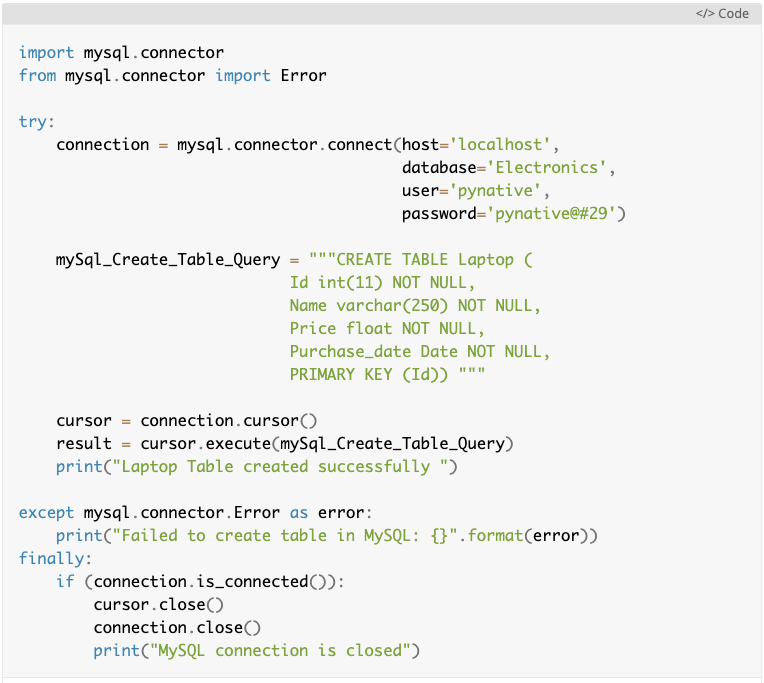 </> Code
import mysql.connector
from mysql.connector import Error
try:
    connection = mysql.connector.connect(host='localhost',
                                         database='Electronics',
                                         user='pynative',
                                         password='pynative@#29')
    mySql_Create_Table_Query = """CREATE TABLE Laptop (
                             Id int(11) NOT NULL,
                             Name varchar(250) NOT NULL,
                             Price float NOT NULL,
                             Purchase_date Date NOT NULL,
                             PRIMARY KEY (Id)) """
    cursor = connection.cursor()
    result = cursor.execute(mySql_Create_Table_Query)
    print("Laptop Table created successfully ")
except mysql.connector.Error as error:
    print("Failed to create table in MySQL: {}".format(error))
finally:
    if (connection.is_connected()):
        cursor.close()
        connection.close()
        print("MySQL connection is closed")